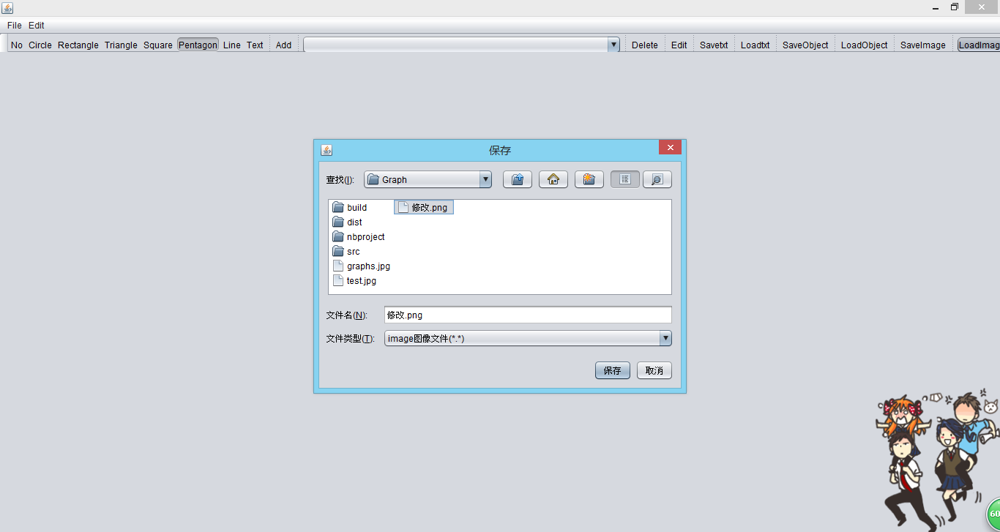 File Edit
No Circle Rectangle Triangle Square Pentagon Line Text Add Delete Edit Savetxt Loadtxt SaveObject LoadObject SaveImage LoadImag
保存
查找(I): Graph
build 修改.png
dist
nbproject
src
graphs.jpg
test.jpg
文件名(N): 修改.png
文件类型(T): image图像文件(*.*)
保存 取消
60